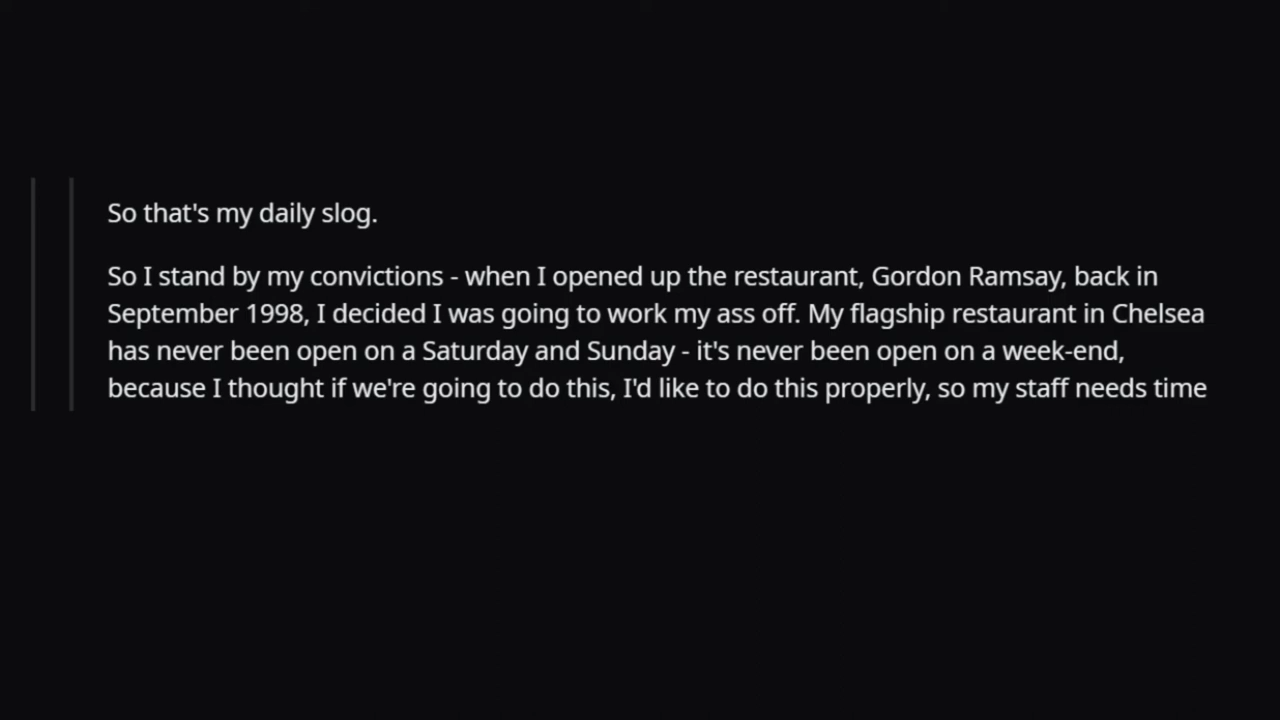 So that's my daily slog.
So I stand by my convictions - when I opened up the restaurant, Gordon Ramsay, back in
September 1998, I decided I was going to work my ass off. My flagship restaurant in Chelsea
has never been open on a Saturday and Sunday - it's never been open on a week-end,
because I thought if we're going to do this, I'd like to do this properly, so my staff needs time